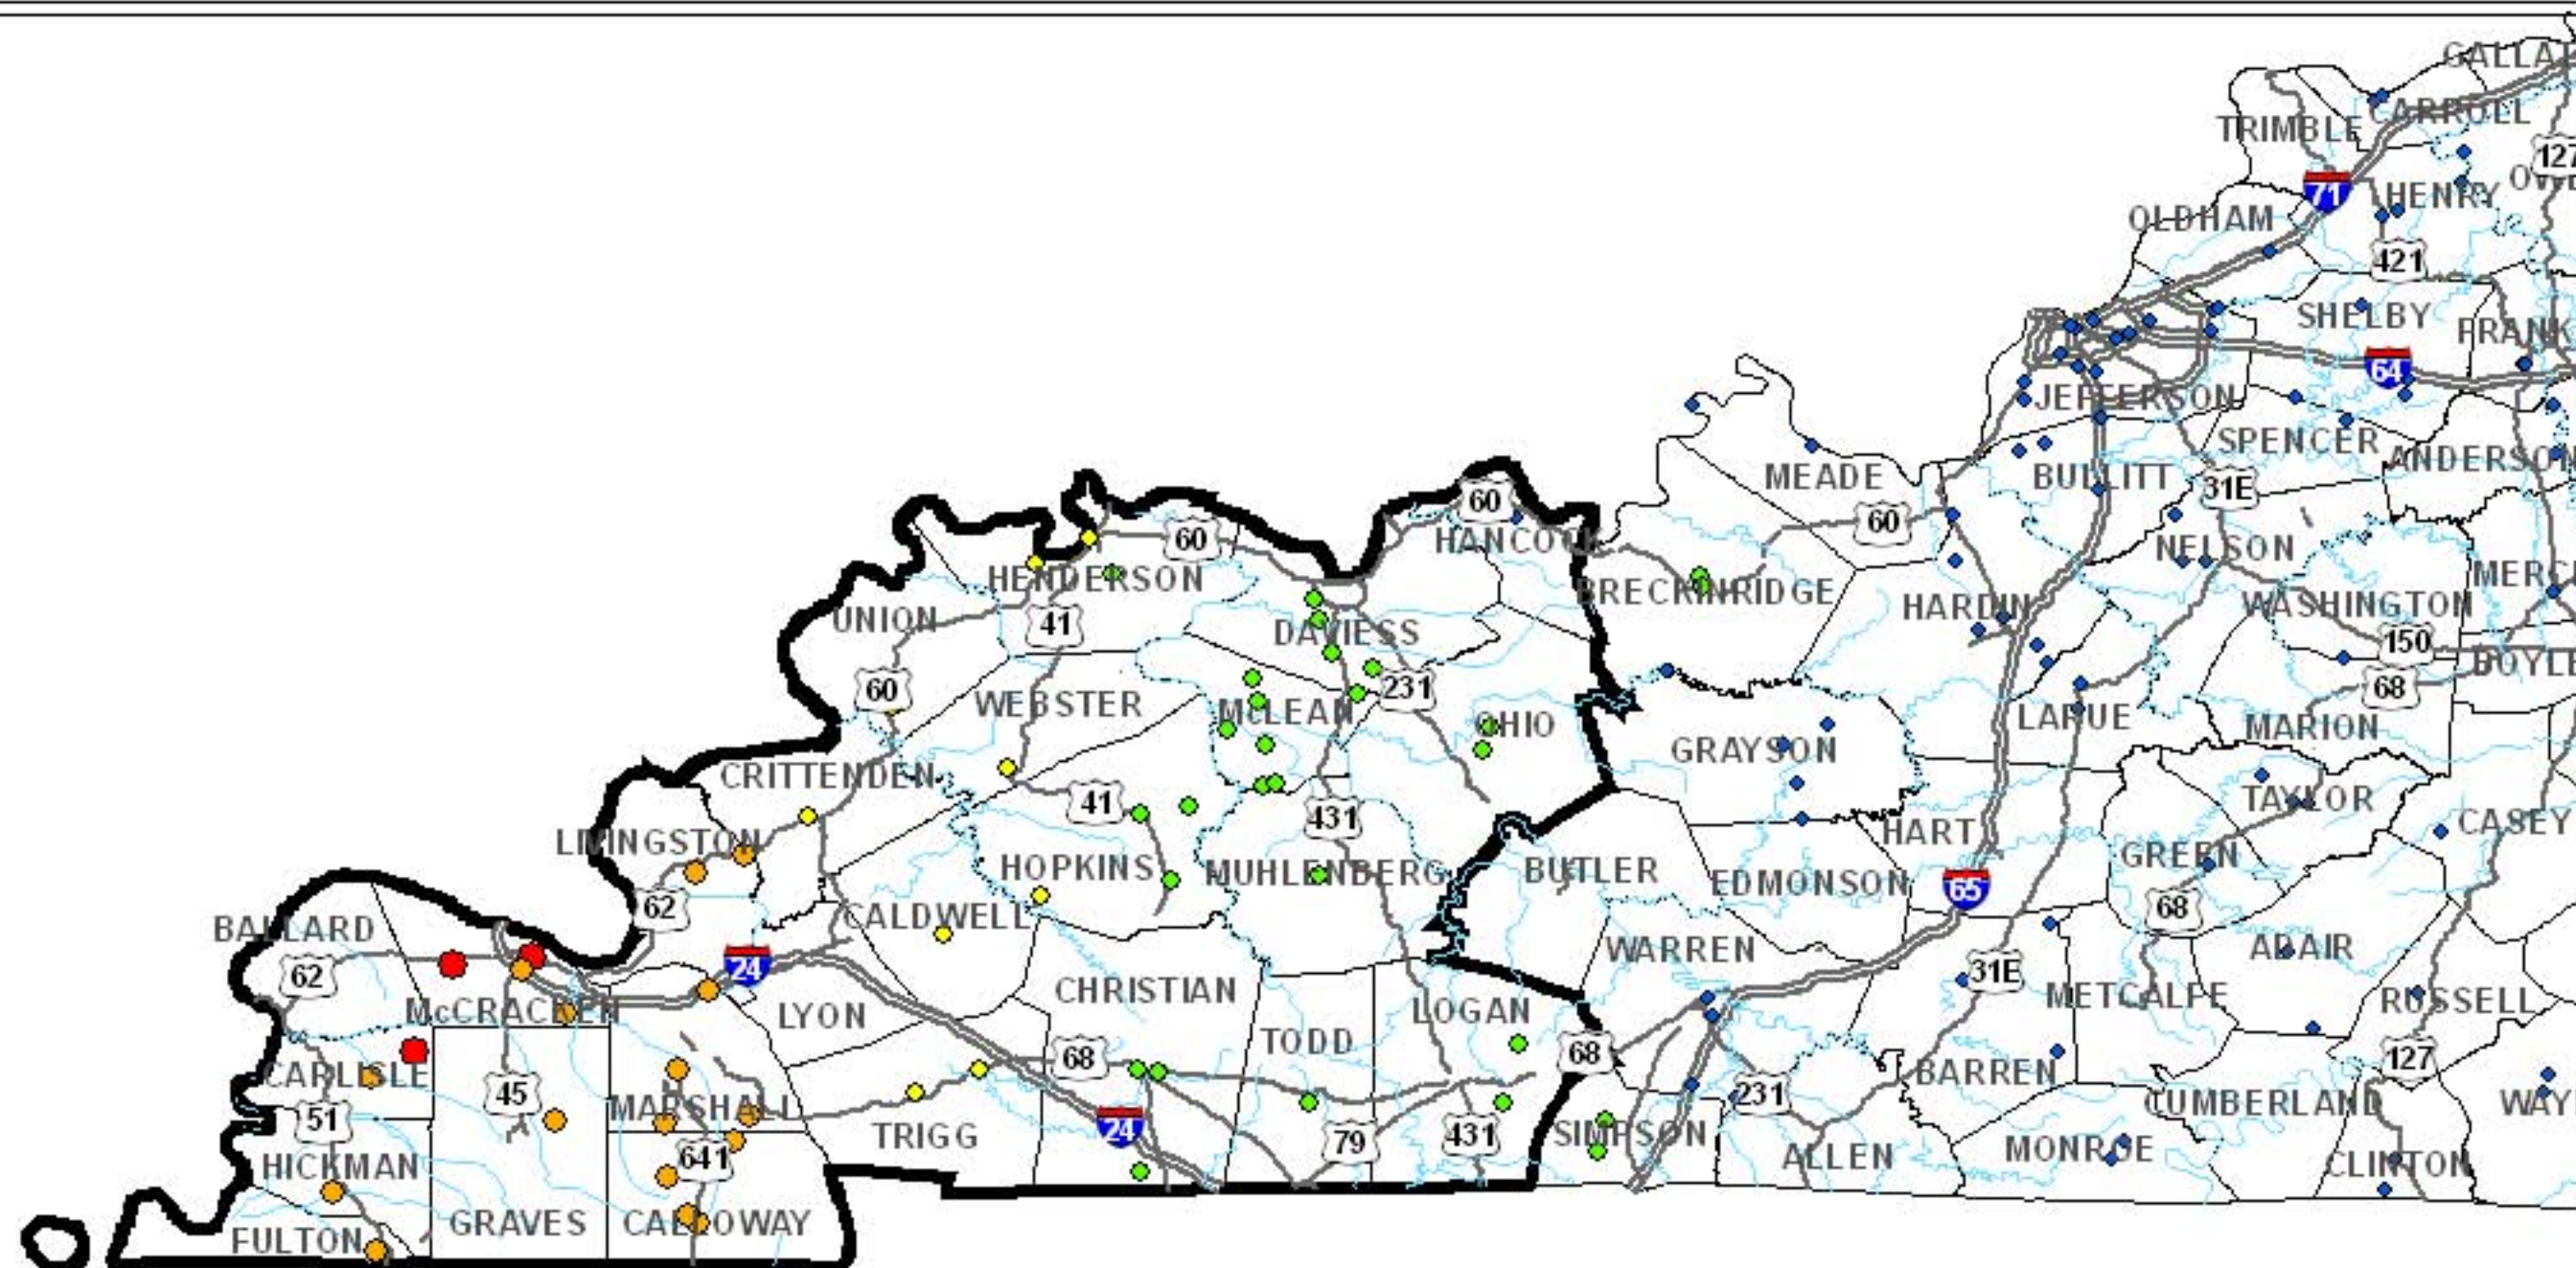 GALLAT
CARROLL
TRIMBLE
127
71
HENRY
OLDHAM
421
SHELBY
FRANK
64
JEFFERSON
SPENCER
ANDERSON
MEADE
BULLITT
31E
60
60
60
HANCOCK
NELSON
HENDERSON
BRECKINRIDGE
MERC
WASHINGTON
HARDIN
UNION
41
DAVIESS
150
BOYLE
60
231
68
WEBSTER
McLEAN
OHIO
LARUE
MARION
GRAYSON
CRITTENDEN
41
431
TAYLOR
CASEY
HART
LIVINGSTON
GREEN
HOPKINS
MUHLENBERG
BUTLER
EDMONSON
65
62
68
BALLARD
CALDWELL
WARREN
ADAIR
24
62
31E
CHRISTIAN
METCALFE
RUSSELL
McCRACKEN
LYON
LOGAN
TODD
68
68
127
CARLISLE
BARREN
45
231
MARSHALL
CUMBERLAND
WAY
51
24
TRIGG
79
431
SIMPSON
641
ALLEN
MONROE
HICKMAN
CLINTON
GRAVES
CALLOWAY
FULTON